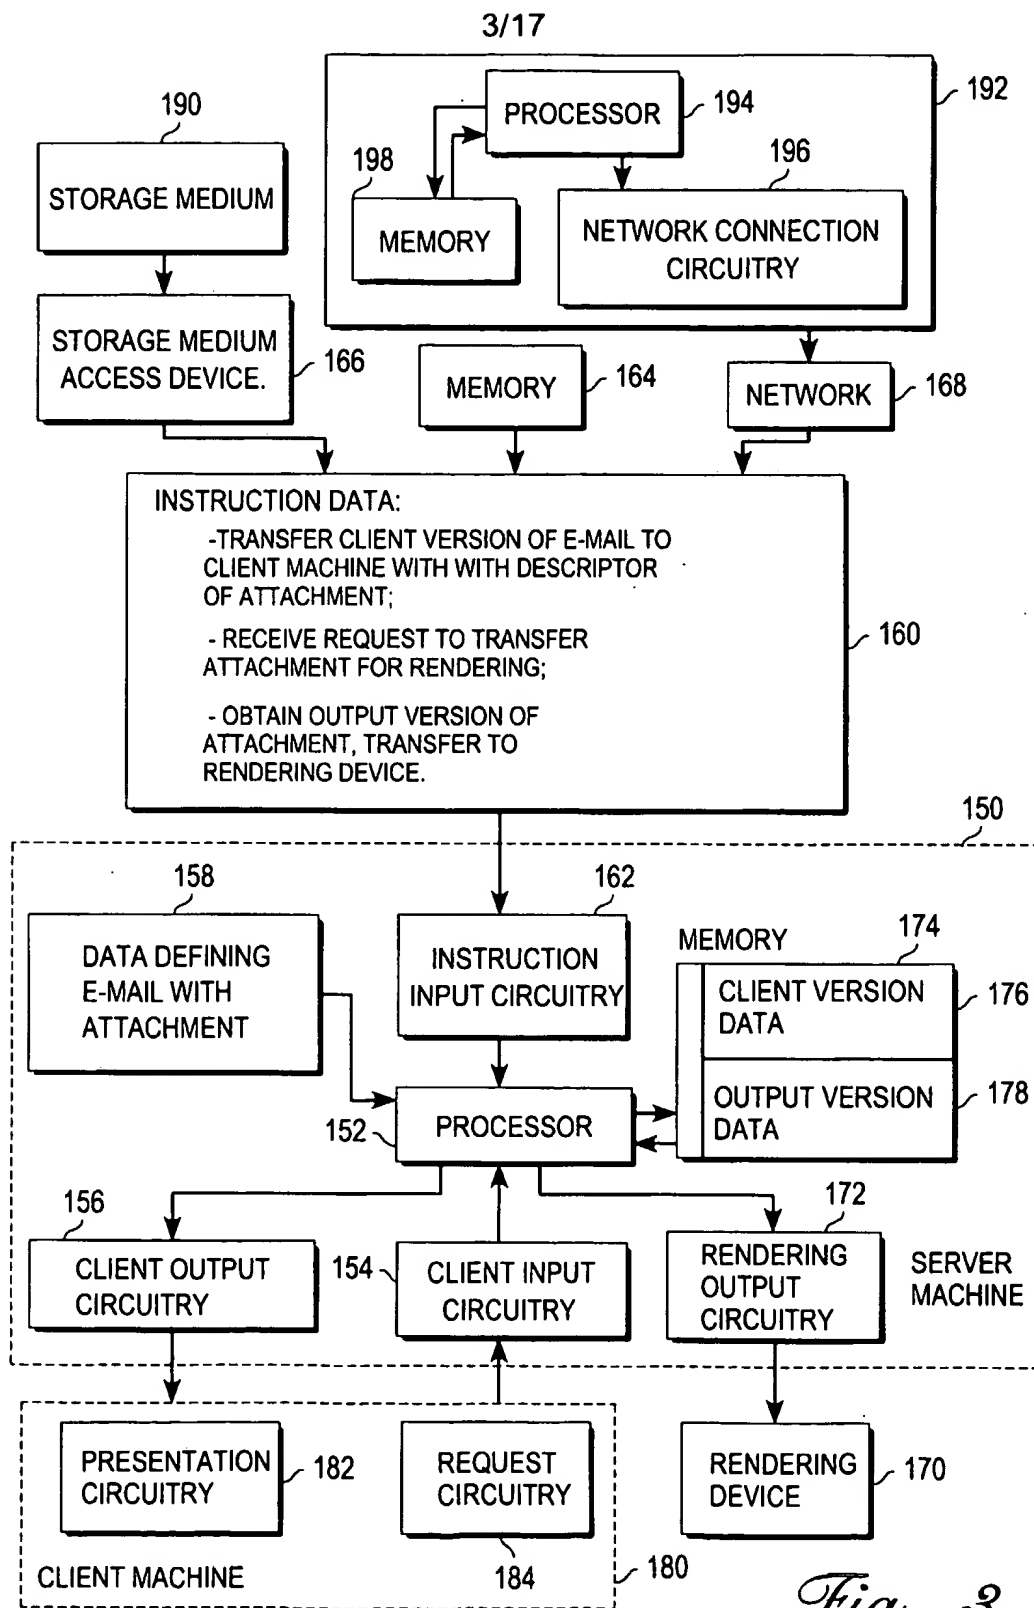 3/17
192
PROCESSOR
194
190
198
196
STORAGE MEDIUM
MEMORY
NETWORK CONNECTION
CIRCUITRY
STORAGE MEDIUM
ACCESS DEVICE.
166
MEMORY
164
NETWORK
168
INSTRUCTION DATA:
-TRANSFER CLIENT VERSION OF E-MAIL TO
CLIENT MACHINE WITH WITH DESCRIPTOR
OF ATTACHMENT;
- RECEIVE REQUEST TO TRANSFER
ATTACHMENT FOR RENDERING;
- OBTAIN OUTPUT VERSION OF
ATTACHMENT, TRANSFER TO
RENDERING DEVICE.
160
150
158
DATA DEFINING
E-MAIL WITH
ATTACHMENT
162
INSTRUCTION
INPUT CIRCUITRY
MEMORY
174
CLIENT VERSION
DATA
176
OUTPUT VERSION
DATA
178
152
PROCESSOR
156
CLIENT OUTPUT
CIRCUITRY
154
CLIENT INPUT
CIRCUITRY
172
RENDERING
OUTPUT
CIRCUITRY
SERVER
MACHINE
PRESENTATION
CIRCUITRY
182
REQUEST
CIRCUITRY
184
RENDERING
DEVICE
170
CLIENT MACHINE
180
Fig. 3